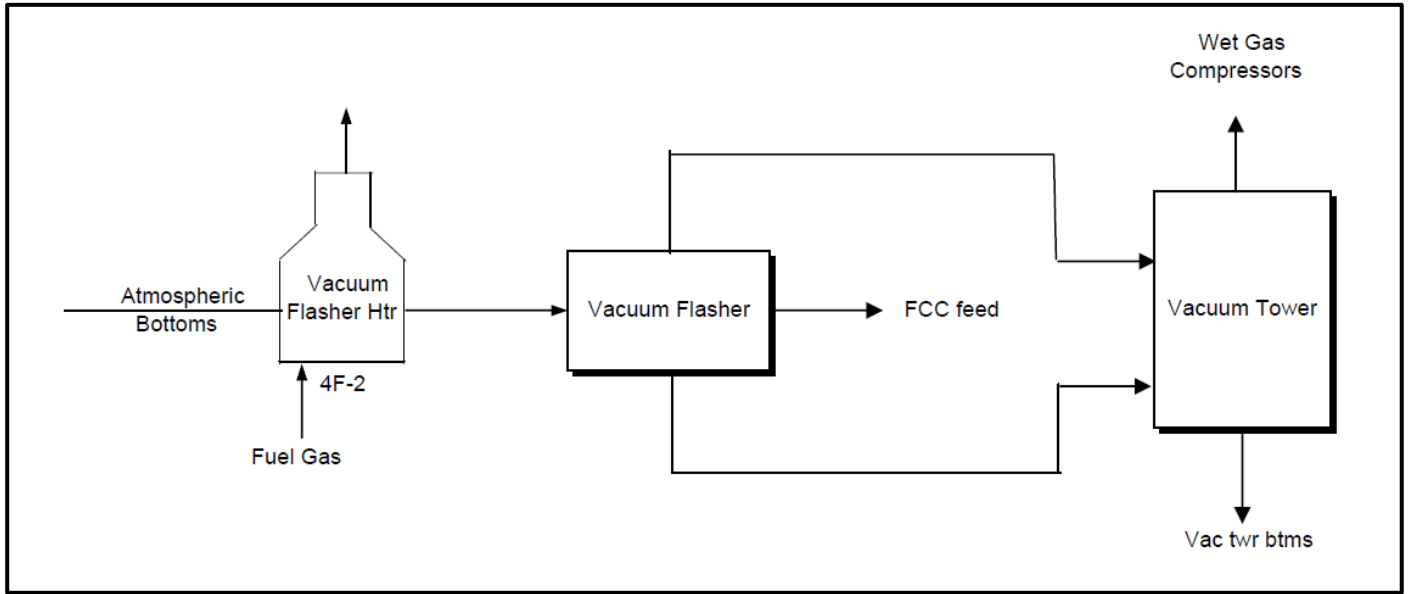 Wet Gas
Compressors
Atmospheric
Bottoms
Vacuum
Flasher Htr
Vacuum Flasher
FCC feed
Vacuum Tower
4F-2
Fuel Gas
Vac twr btms